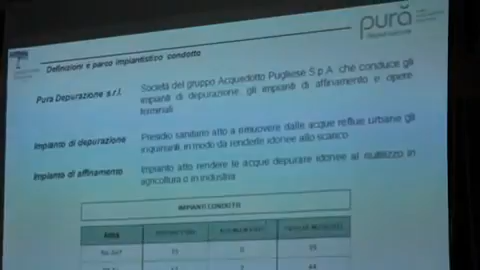 Definizioni e parco impiantistico condotto
purà
Pura Depurazione s.r.l.
Società del gruppo Acquedotto Pugliese S.p.A. che conduce gli
impianti di depurazione, gli impianti di affinamento e opere
terminali
Impianto di depurazione
Presidio sanitario atto a rimuovere dalle acque reflue urbane gli
inquinanti, in modo da renderle idonee allo scarico
Impianto di affinamento
Impianto atto rendere le acque depurate idonee al riutilizzo in
agricoltura o in industria
IMPIANTI CONDOTTI
Area